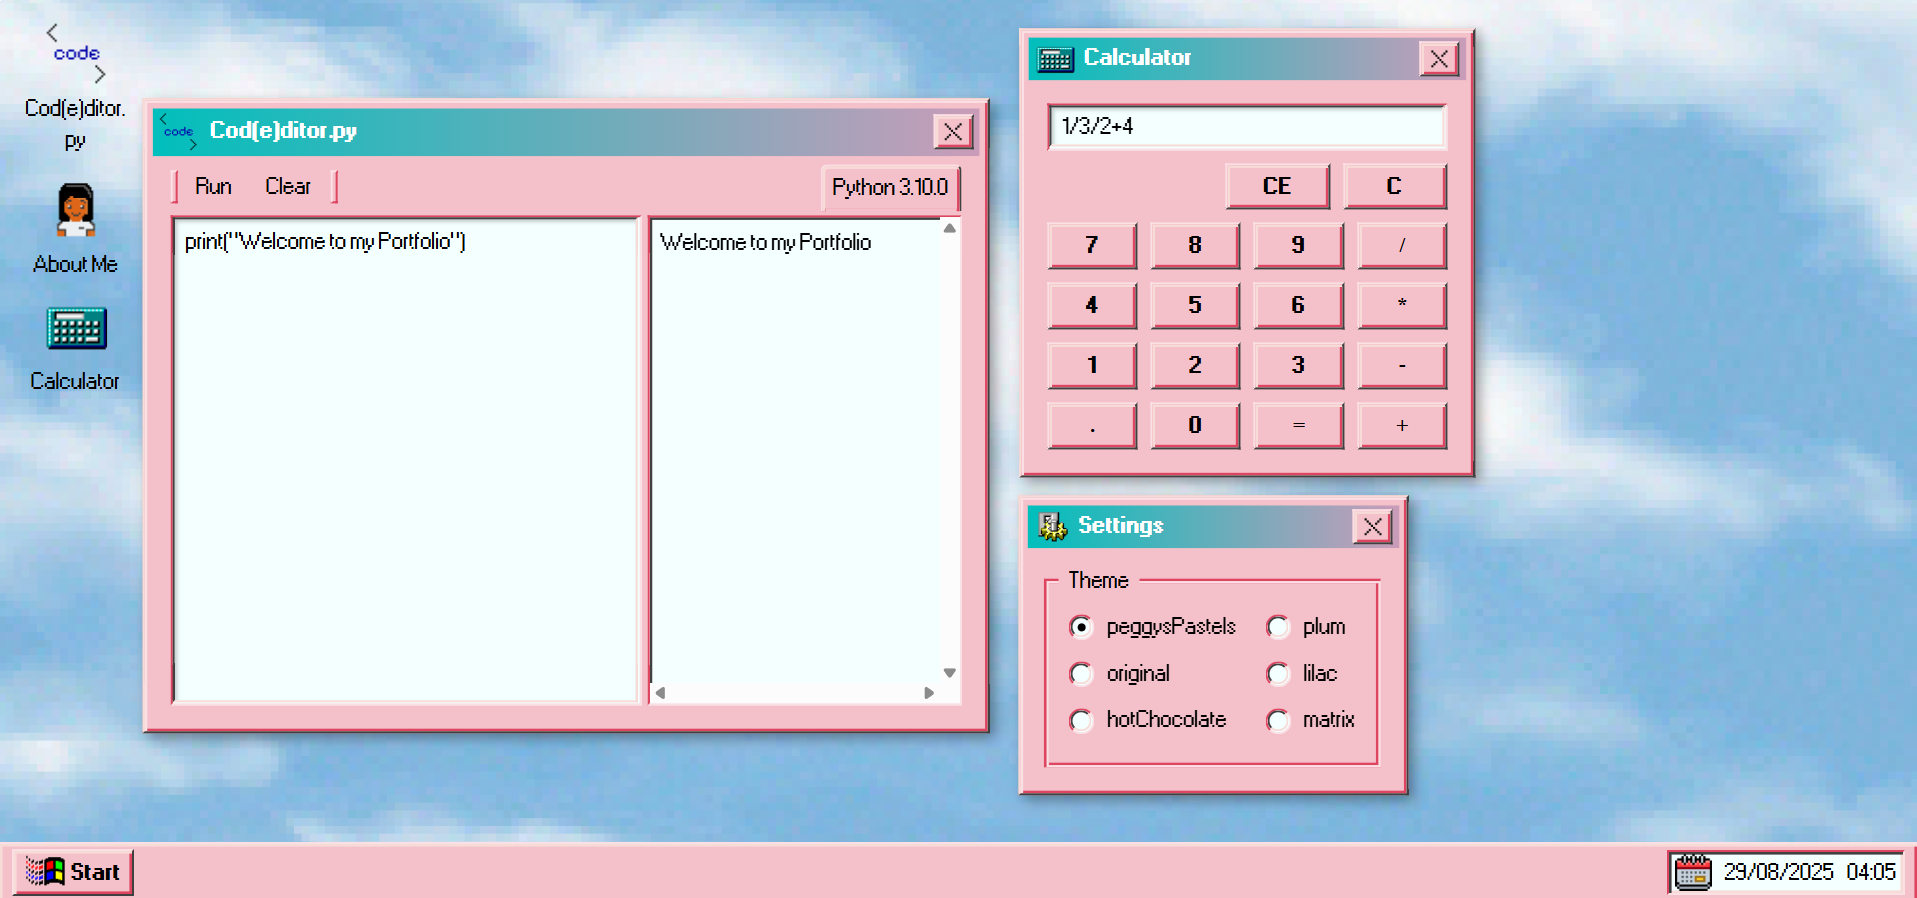 code
Cod(e)ditor.
py
About Me
Calculator
code
Cod(e)ditor.py
Run Clear
Python 3.10.0
print("Welcome to my Portfolio")
Welcome to my Portfolio
Calculator
1/3/2+4
CE C
7 8 9 /
4 5 6 *
1 2 3 -
. 0 = +
Settings
Theme
peggysPastels plum
original lilac
hotChocolate matrix
Start
29/08/2025 04:05